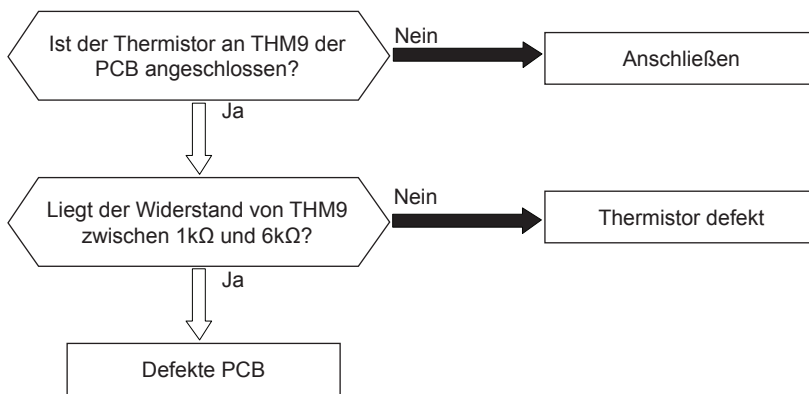 Ist der Thermistor an THM9 der
PCB angeschlossen?
Nein
Anschließen
Ja
Liegt der Widerstand von THM9
zwischen 1kΩ und 6kΩ?
Nein
Thermistor defekt
Ja
Defekte PCB